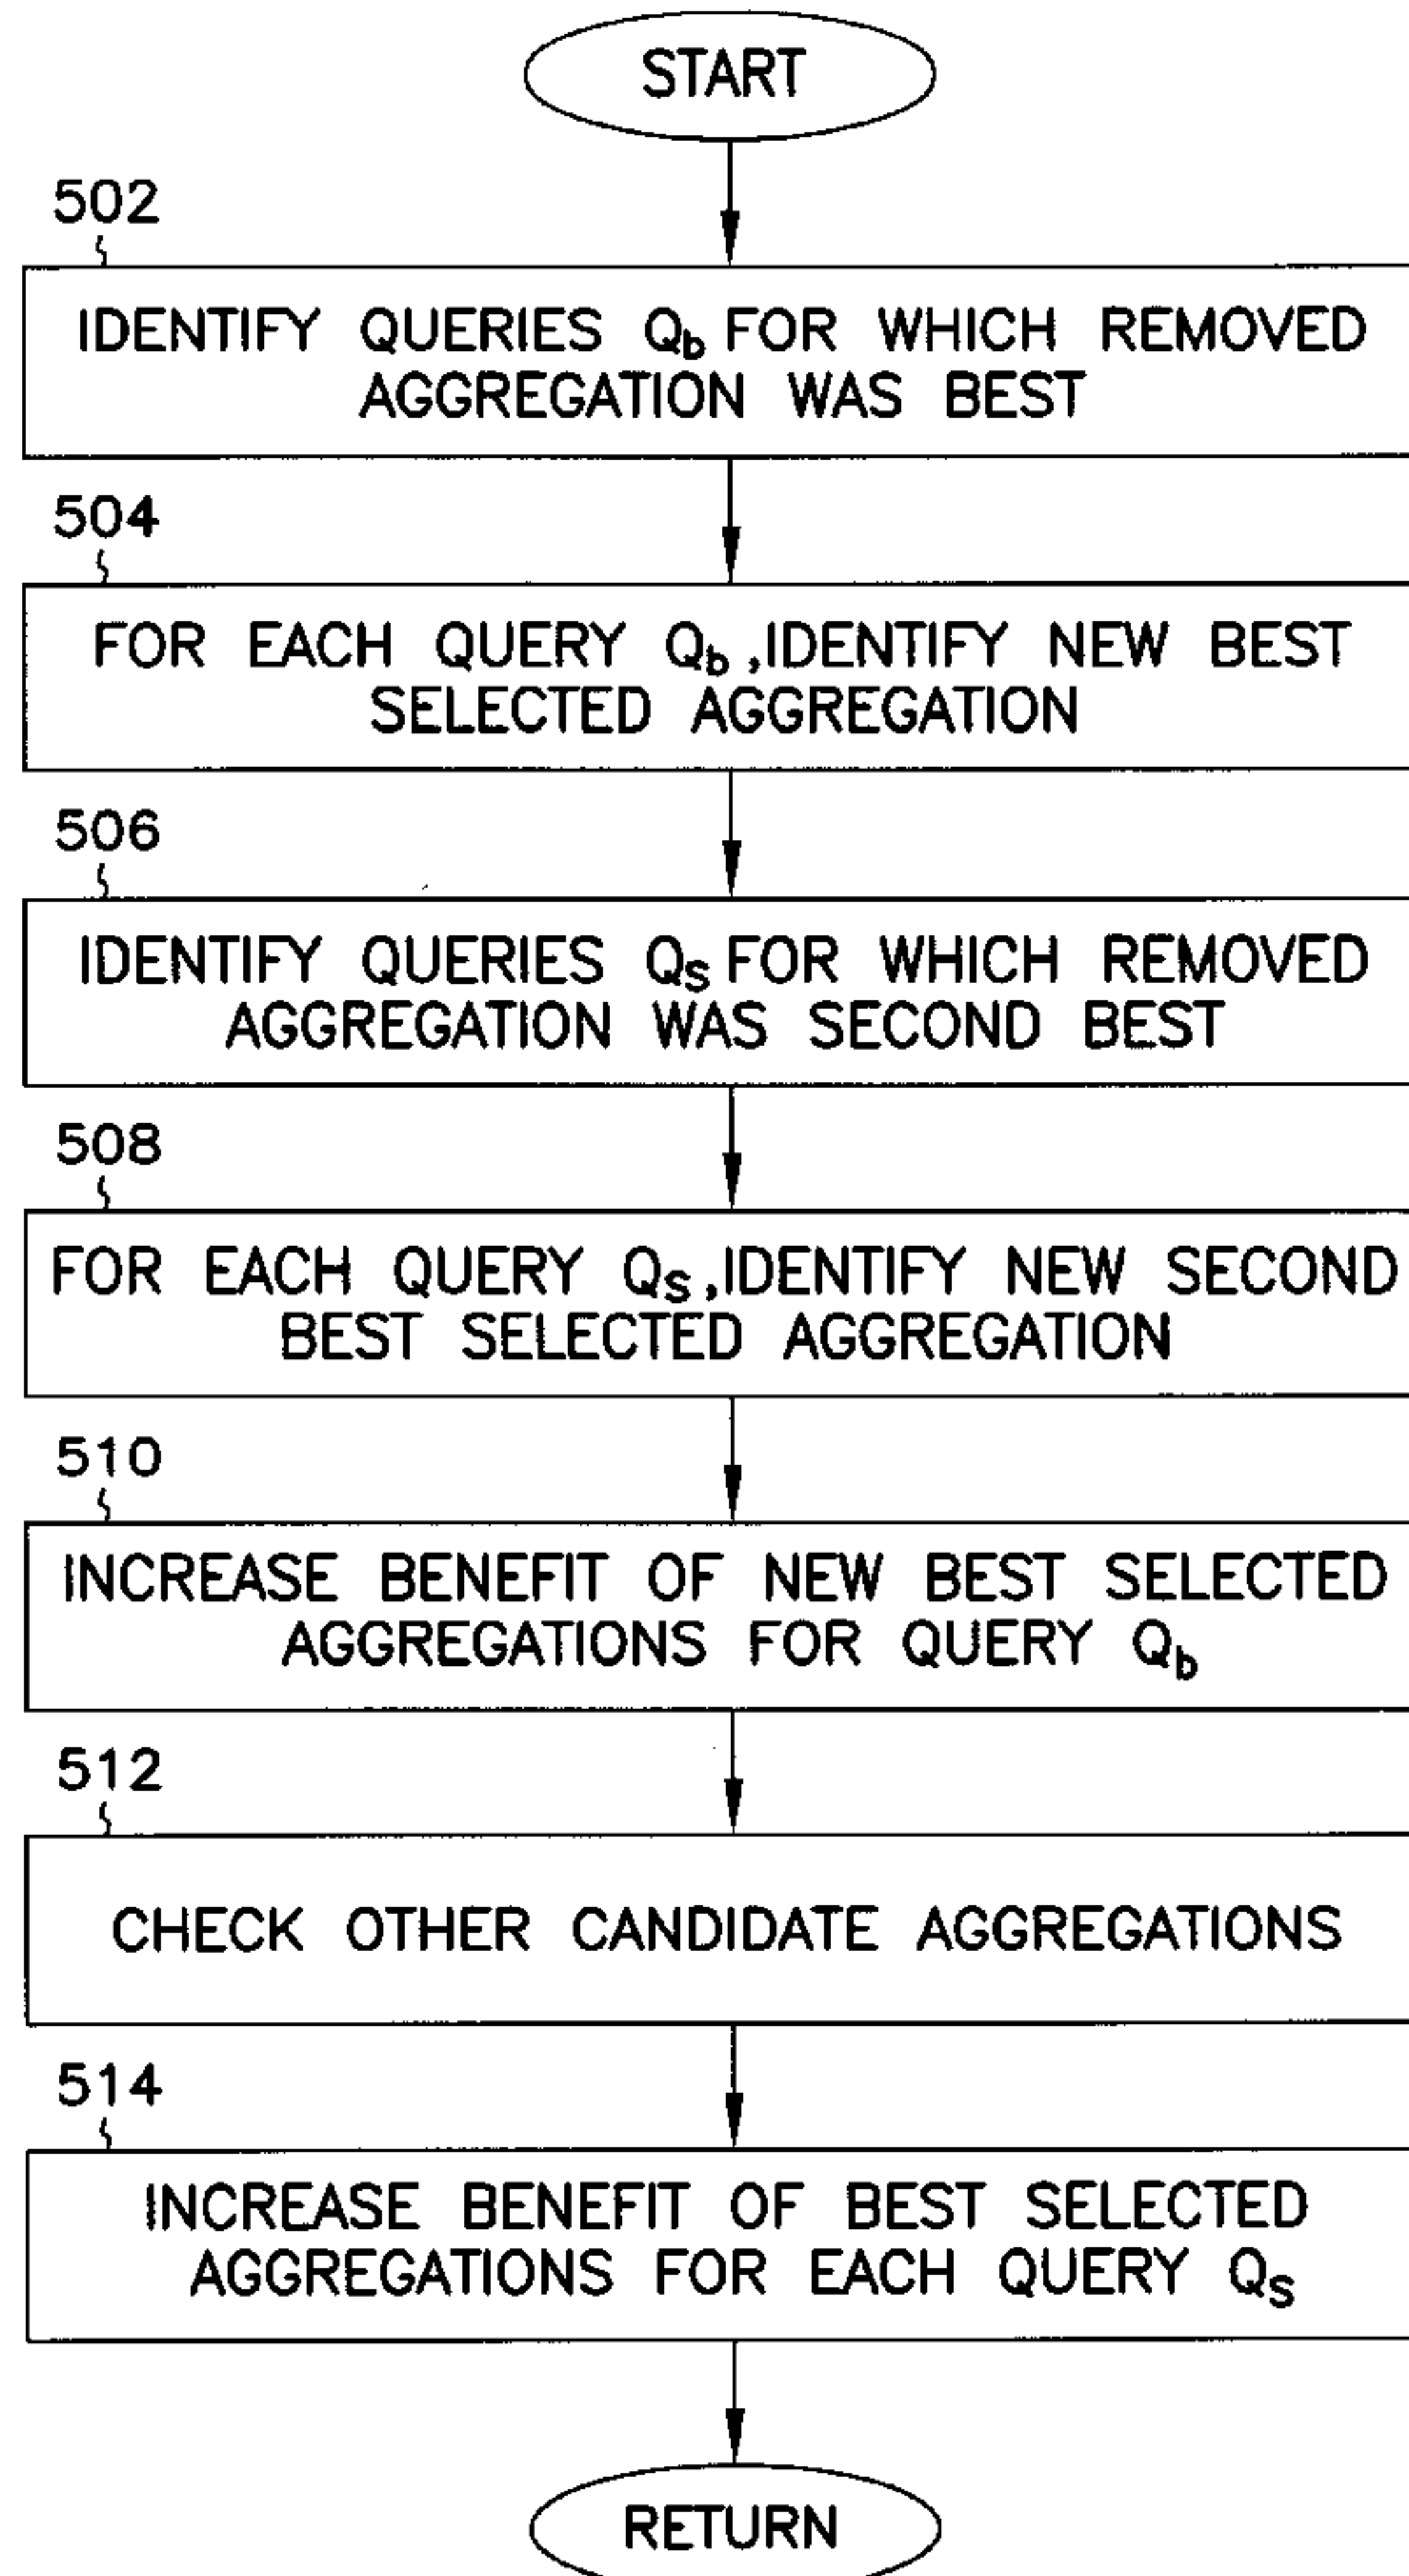 START
502
IDENTIFY QUERIES Qb FOR WHICH REMOVED
AGGREGATION WAS BEST
504
FOR EACH QUERY Qb,IDENTIFY NEW BEST
SELECTED AGGREGATION
506
IDENTIFY QUERIES QS FOR WHICH REMOVED
AGGREGATION WAS SECOND BEST
508
FOR EACH QUERY QS,IDENTIFY NEW SECOND
BEST SELECTED AGGREGATION
510
INCREASE BENEFIT OF NEW BEST SELECTED
AGGREGATIONS FOR QUERY Qb
512
CHECK OTHER CANDIDATE AGGREGATIONS
514
INCREASE BENEFIT OF BEST SELECTED
AGGREGATIONS FOR EACH QUERY QS
RETURN